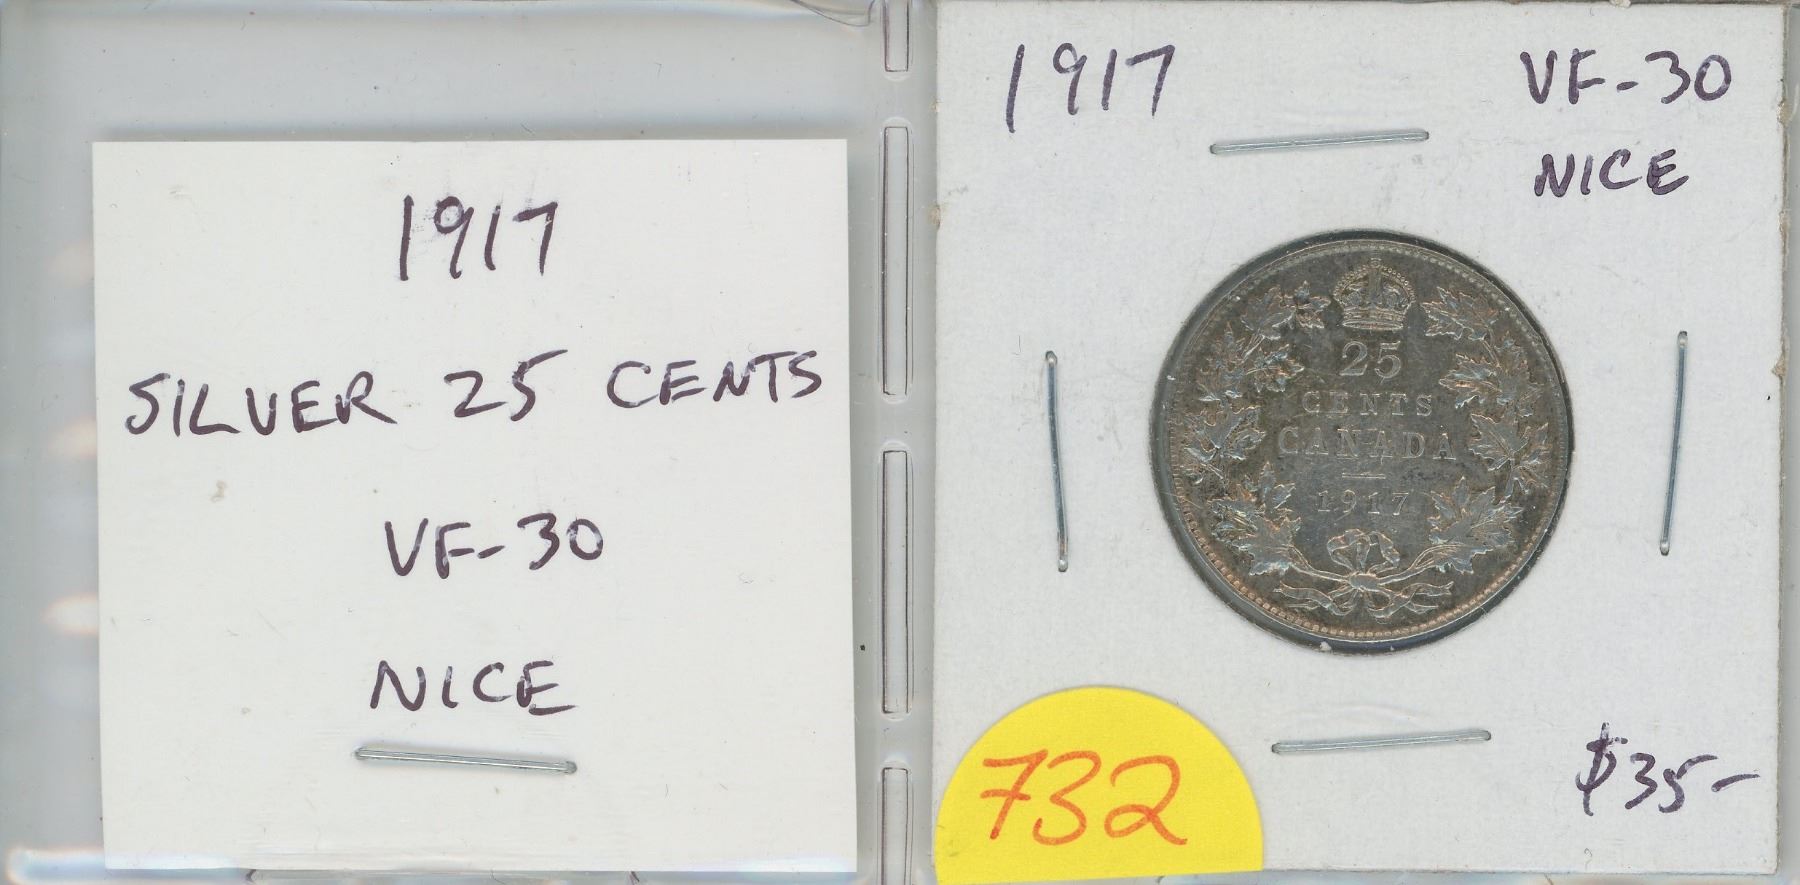 1917
SILVER 25 CENTS
VF-30
NICE
1917
VF-30
NICE
25
CENTS
CANADA
1917
732
$35-